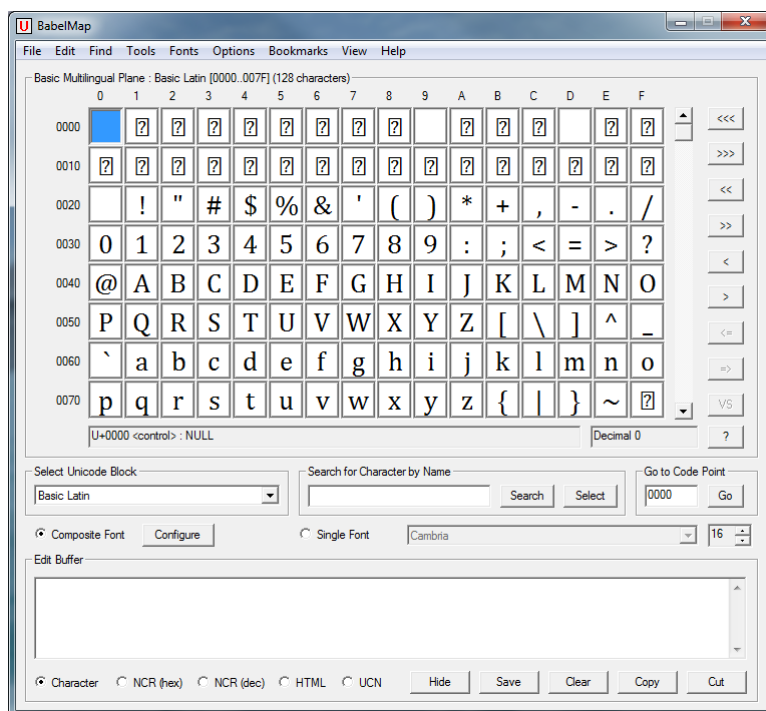 BabelMap
File Edit Find Tools Fonts Options Bookmarks View Help
Basic Multilingual Plane : Basic Latin [0000..007F] (128 characters)
0 1 2 3 4 5 6 7 8 9 A B C D E F
0000 <<<
0010 >>>
0020 ! " # $ % & ' ( ) * + , - . / <<
0030 0 1 2 3 4 5 6 7 8 9 : ; < = > ? >>
<
0040 @ A B C D E F G H I J K L M N O
>
0050 P Q R S T U V W X Y Z [ \ ] ^ _
<=
0060 ` a b c d e f g h i j k l m n o
=>
0070 p q r s t u v w x y z { | } ~
VS
U+0000 <control> : NULL Decimal 0 ?
Select Unicode Block Search for Character by Name Go to Code Point
Basic Latin Search Select 0000 Go
Composite Font Configure Single Font Cambria 16
Edit Buffer
Character NCR (hex) NCR (dec) HTML UCN Hide Save Clear Copy Cut